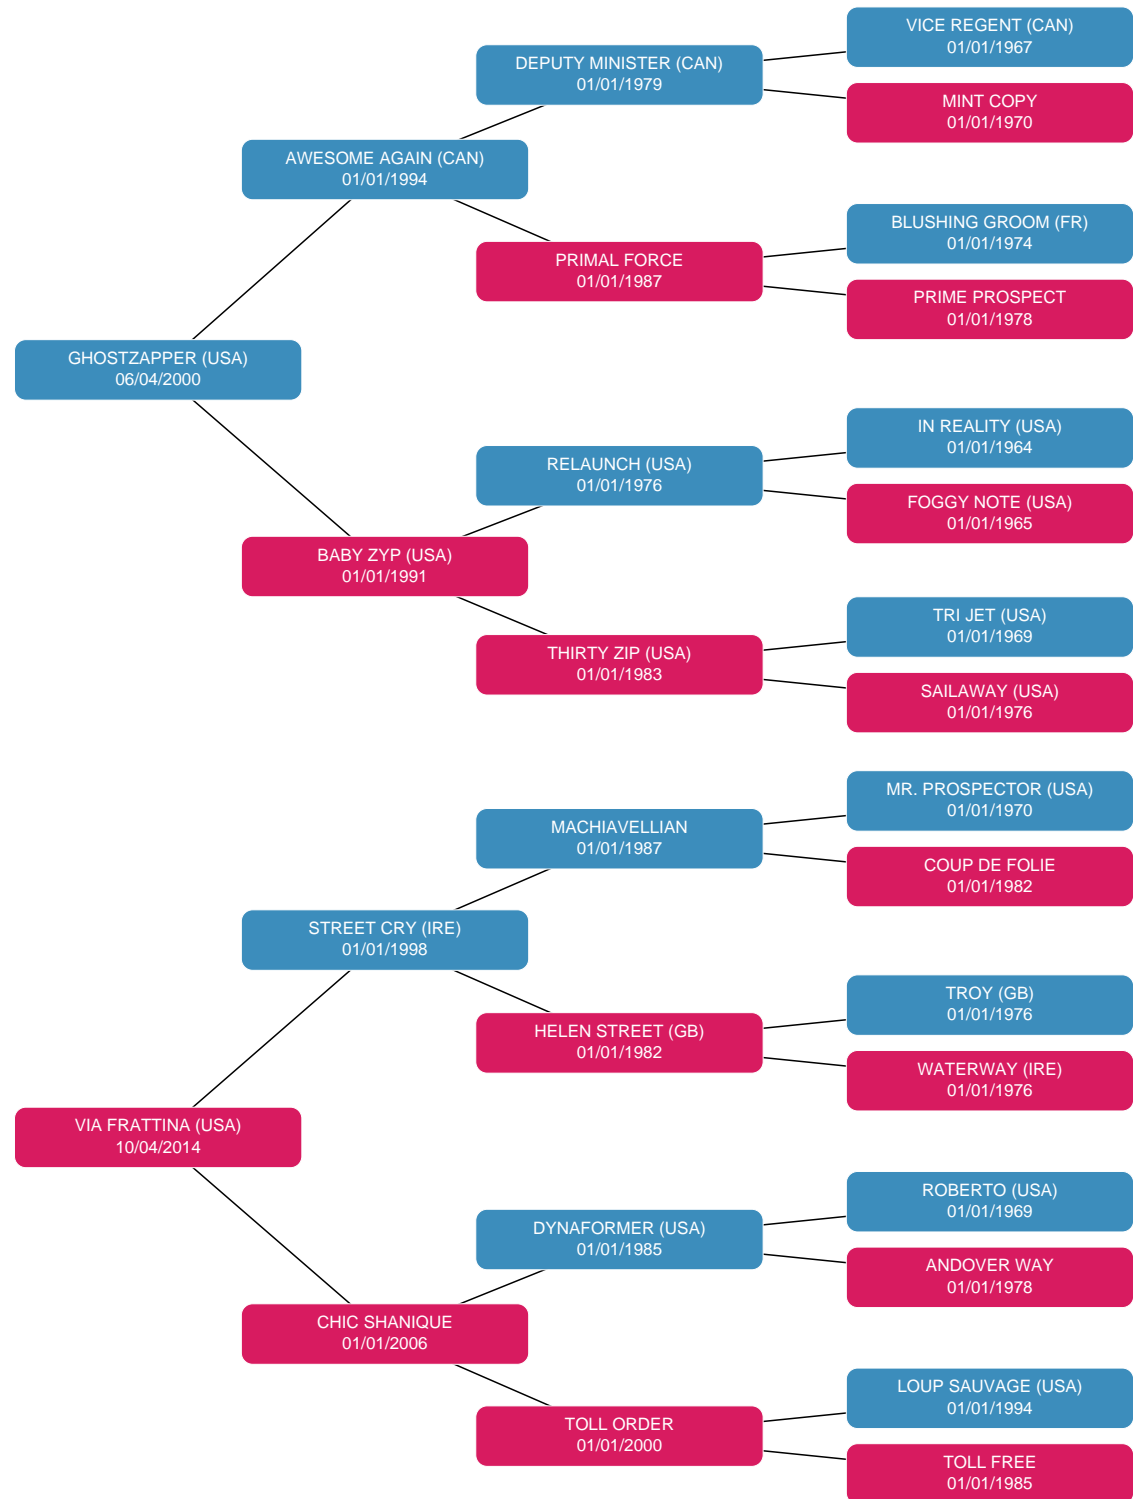 VICE REGENT (CAN)
01/01/1967
DEPUTY MINISTER (CAN)
01/01/1979
MINT COPY
01/01/1970
AWESOME AGAIN (CAN)
01/01/1994
BLUSHING GROOM (FR)
01/01/1974
PRIMAL FORCE
01/01/1987
PRIME PROSPECT
01/01/1978
GHOSTZAPPER (USA)
06/04/2000
IN REALITY (USA)
01/01/1964
RELAUNCH (USA)
01/01/1976
FOGGY NOTE (USA)
01/01/1965
BABY ZYP (USA)
01/01/1991
TRI JET (USA)
01/01/1969
THIRTY ZIP (USA)
01/01/1983
SAILAWAY (USA)
01/01/1976
MR. PROSPECTOR (USA)
01/01/1970
MACHIAVELLIAN
01/01/1987
COUP DE FOLIE
01/01/1982
STREET CRY (IRE)
01/01/1998
TROY (GB)
01/01/1976
HELEN STREET (GB)
01/01/1982
WATERWAY (IRE)
01/01/1976
VIA FRATTINA (USA)
10/04/2014
ROBERTO (USA)
01/01/1969
DYNAFORMER (USA)
01/01/1985
ANDOVER WAY
01/01/1978
CHIC SHANIQUE
01/01/2006
LOUP SAUVAGE (USA)
01/01/1994
TOLL ORDER
01/01/2000
TOLL FREE
01/01/1985